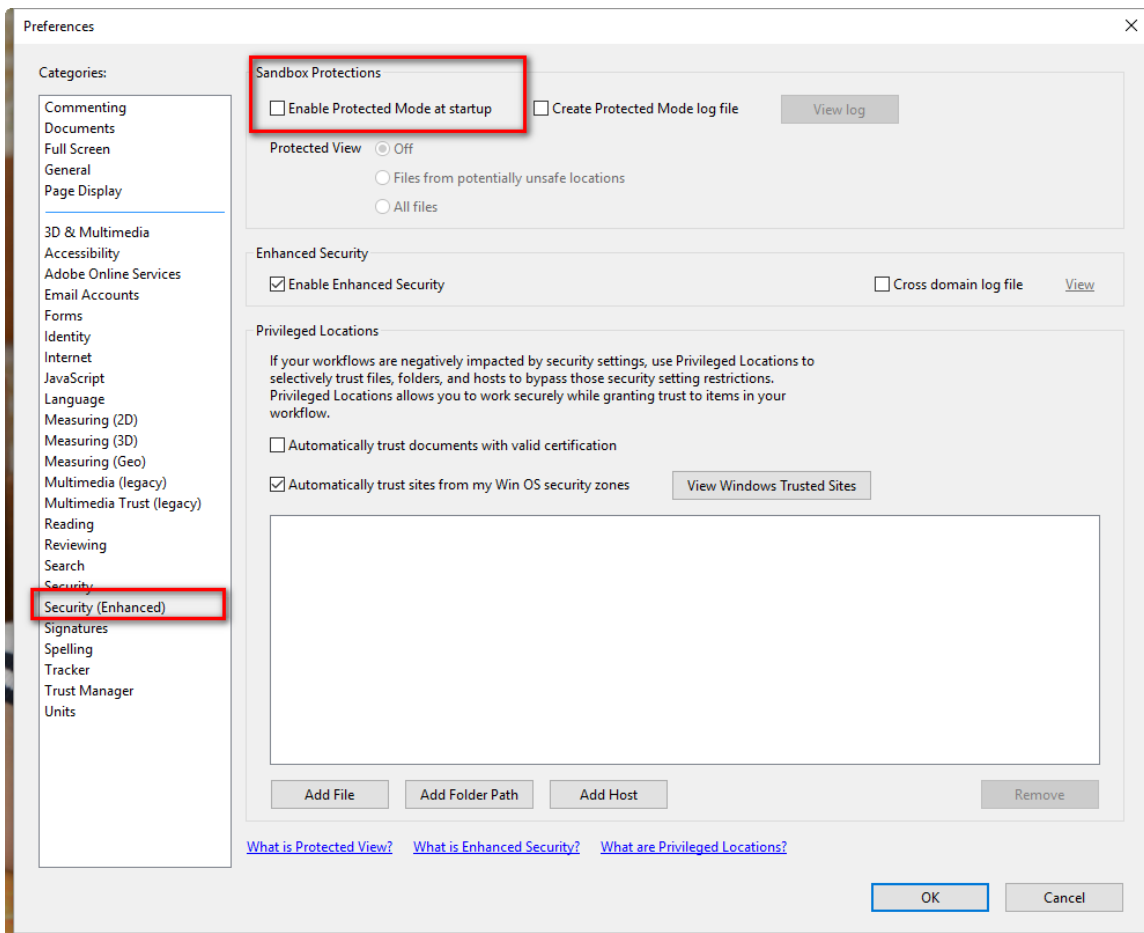 Preferences
Categories:
Commenting
Documents
Full Screen
General
Page Display
3D & Multimedia
Accessibility
Adobe Online Services
Email Accounts
Forms
Identity
Internet
JavaScript
Language
Measuring (2D)
Measuring (3D)
Measuring (Geo)
Multimedia (legacy)
Multimedia Trust (legacy)
Reading
Reviewing
Search
Security
Security (Enhanced)
Signatures
Spelling
Tracker
Trust Manager
Units
Sandbox Protections
Enable Protected Mode at startup Create Protected Mode log file View log
Protected View Off
Files from potentially unsafe locations
All files
Enhanced Security
Enable Enhanced Security Cross domain log file View
Privileged Locations
If your workflows are negatively impacted by security settings, use Privileged Locations to
selectively trust files, folders, and hosts to bypass those security setting restrictions.
Privileged Locations allows you to work securely while granting trust to items in your
workflow.
Automatically trust documents with valid certification
Automatically trust sites from my Win OS security zones View Windows Trusted Sites
Add File Add Folder Path Add Host Remove
What is Protected View? What is Enhanced Security? What are Privileged Locations?
OK Cancel